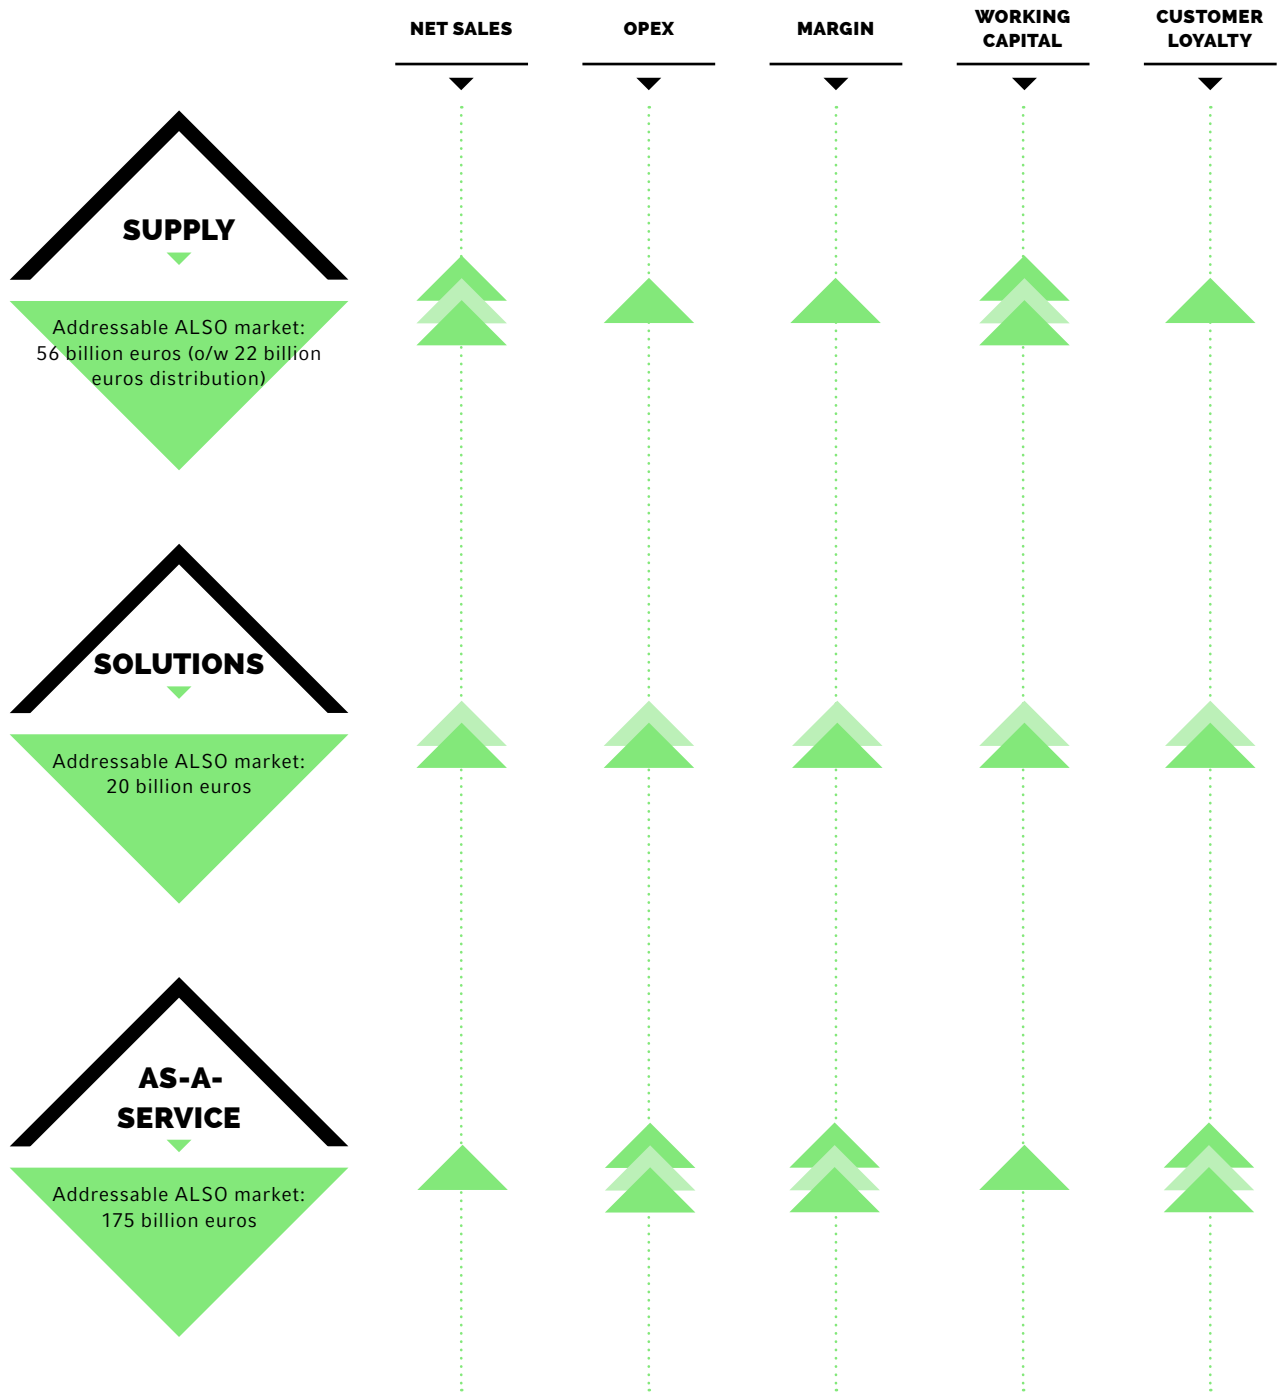 NET SALES
OPEX
MARGIN
WORKING
CAPITAL
CUSTOMER
LOYALTY
SUPPLY
Addressable ALSO market:
56 billion euros (o/w 22 billion
euros distribution)
SOLUTIONS
Addressable ALSO market:
20 billion euros
AS-A-
SERVICE
Addressable ALSO market:
175 billion euros